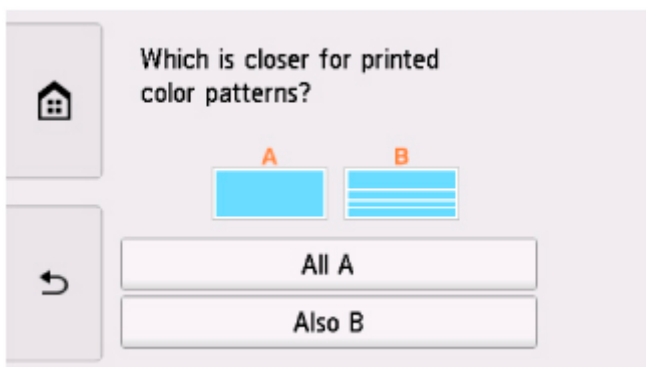 Which is closer for printed
color patterns?
A B
All A
Also B